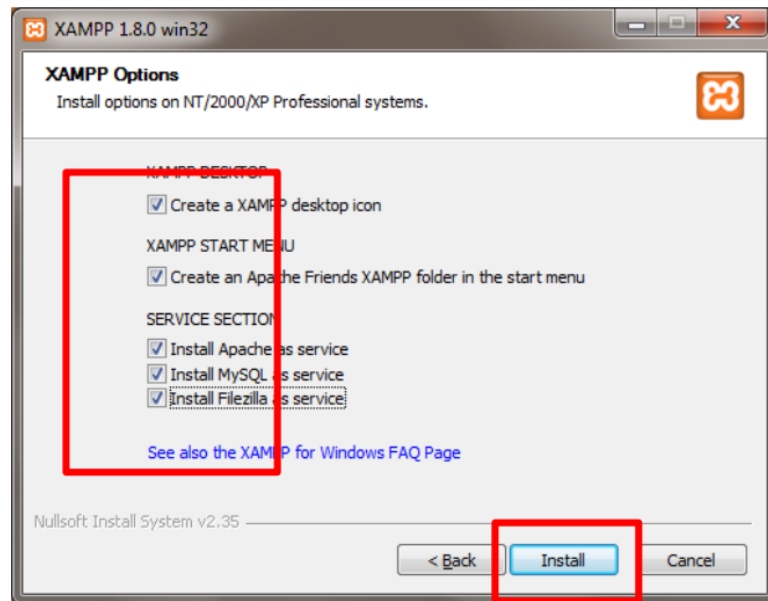 XAMPP 1.8.0 win32
XAMPP Options
Install options on NT/2000/XP Professional systems.
XAMPP DESKTOP
Create a XAMPP desktop icon
XAMPP START MENU
Create an Apache Friends XAMPP folder in the start menu
SERVICE SECTION
Install Apache as service
Install MySQL as service
Install Filezilla as service
See also the XAMPP for Windows FAQ Page
Nullsoft Install System v2.35
< Back Install Cancel